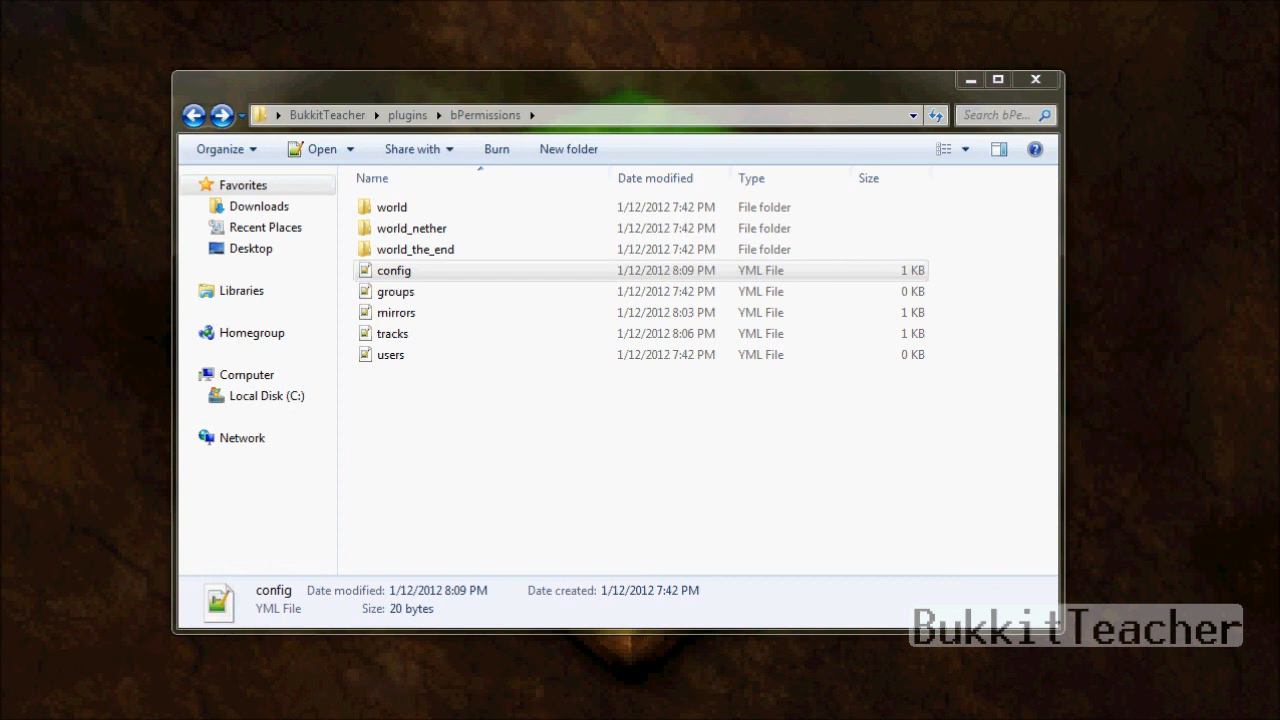 BukkitTeacher plugins bPermissions Search bPe...
Organize Open Share with Burn New folder
Favorites
Downloads
Recent Places
Desktop
Libraries
Homegroup
Computer
Local Disk (C:)
Network
Name Date modified Type Size
world 1/12/2012 7:42 PM File folder
world_nether 1/12/2012 7:42 PM File folder
world_the_end 1/12/2012 7:42 PM File folder
config 1/12/2012 8:09 PM YML File 1 KB
groups 1/12/2012 7:42 PM YML File 0 KB
mirrors 1/12/2012 8:03 PM YML File 1 KB
tracks 1/12/2012 8:06 PM YML File 1 KB
users 1/12/2012 7:42 PM YML File 0 KB
config Date modified: 1/12/2012 8:09 PM Date created: 1/12/2012 7:42 PM
YML File Size: 20 bytes
BukkitTeacher